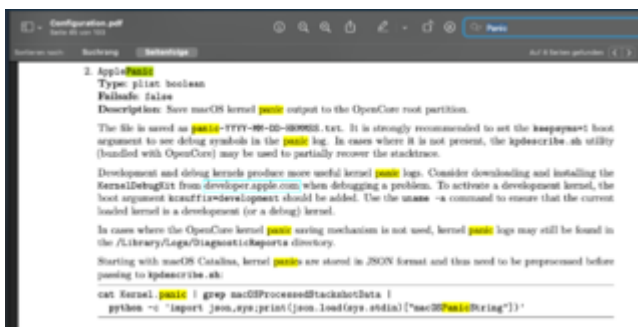 Configuration.pdf
Panic
Sortieren nach: Suchrang Seitenfolge
2. ApplePanic
Type: plist boolean
Failsafe: false
Description: Save macOS kernel panic output to the OpenCore root partition.
The file is saved as panic-YYYY-MM-DD-HHMMSS.txt. It is strongly recommended to set the keepsyms=1 boot
argument to see debug symbols in the panic log. In cases where it is not present, the kpdescribe.sh utility
(bundled with OpenCore) may be used to partially recover the stacktrace.
Development and debug kernels produce more useful kernel panic logs. Consider downloading and installing the
KernelDebugKit from developer.apple.com when debugging a problem. To activate a development kernel, the
boot argument kcsuffix=development should be added. Use the uname -a command to ensure that the current
loaded kernel is a development (or a debug) kernel.
In cases where the OpenCore kernel panic saving mechanism is not used, kernel panic logs may still be found in
the /Library/Logs/DiagnosticReports directory.
Starting with macOS Catalina, kernel panics are stored in JSON format and thus need to be preprocessed before
passing to kpdescribe.sh:
cat Kernel.panic | grep macOSProcessedStackshotData |
python -c 'import json,sys;print(json.load(sys.stdin)["macOSPanicString"])'